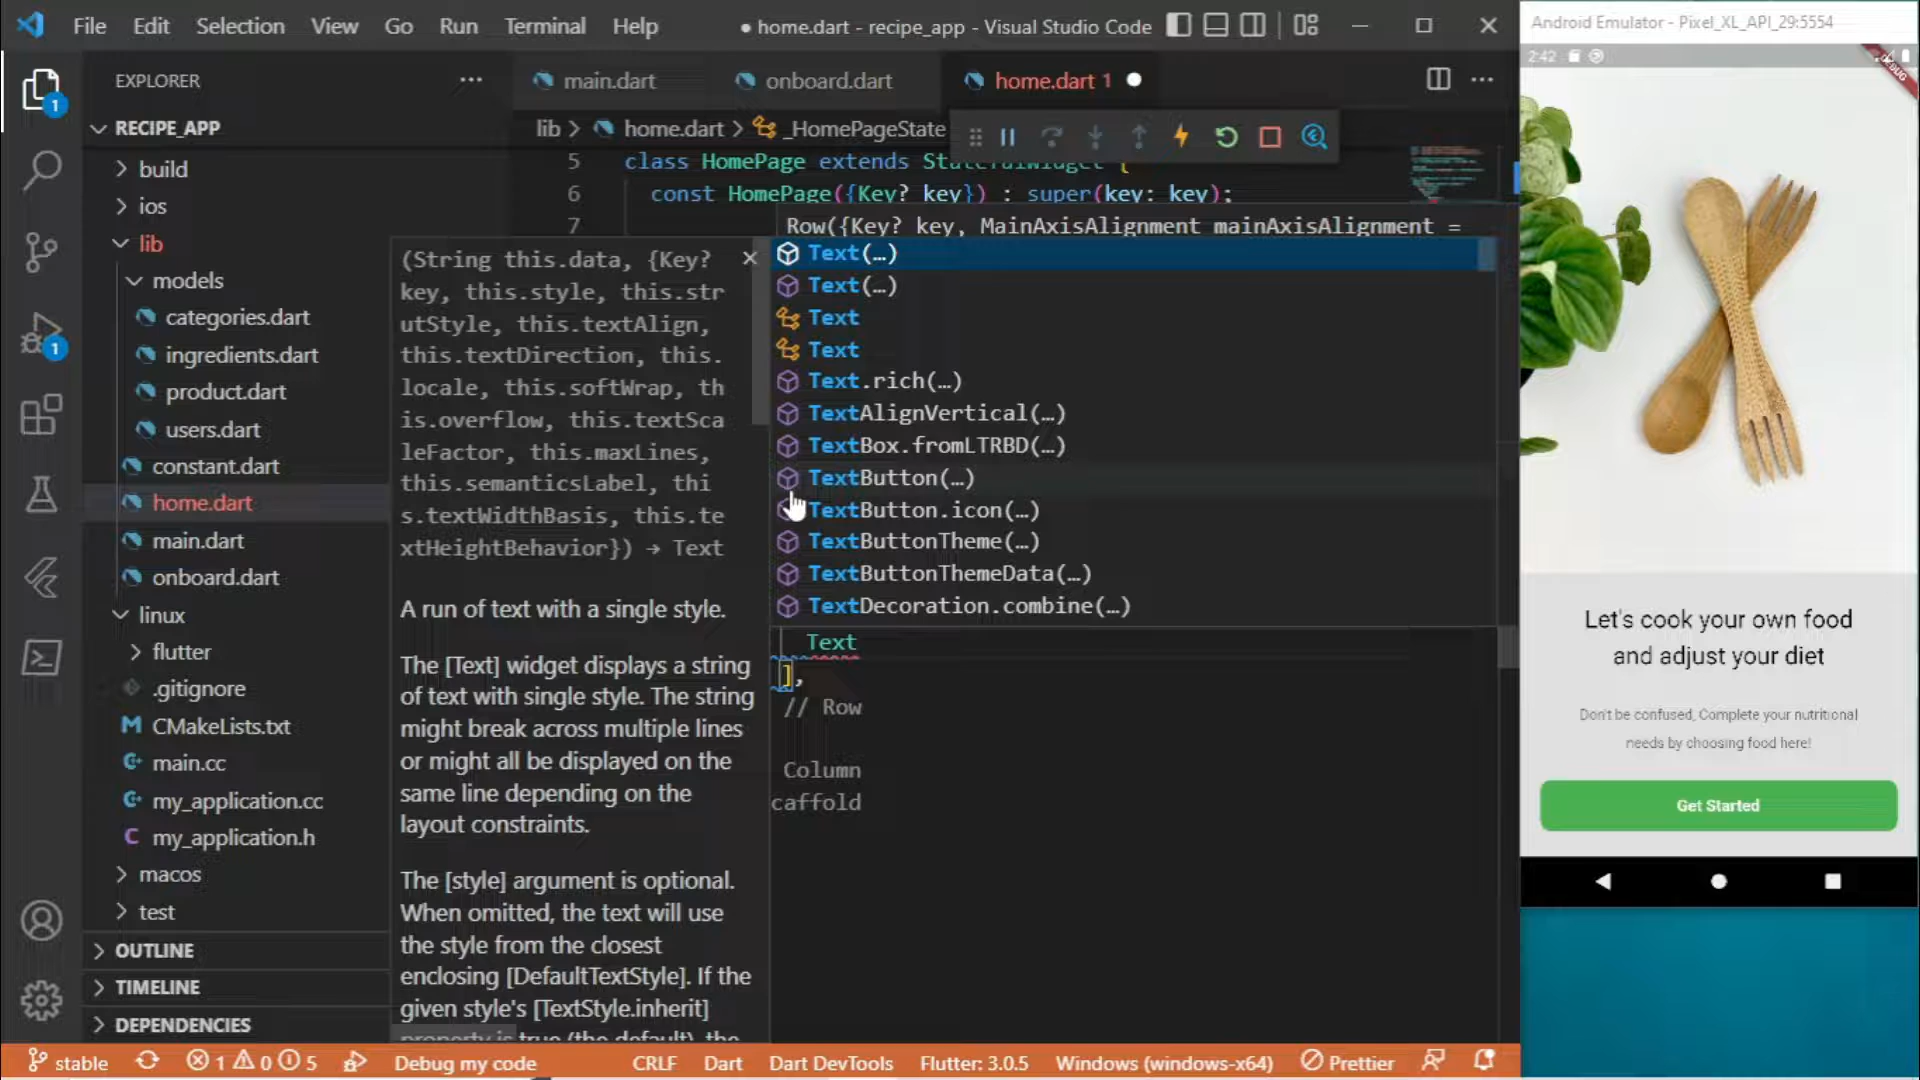 File Edit Selection View Go Run Terminal Help
● home.dart - recipe_app - Visual Studio Code
EXPLORER
RECIPE_APP
build
ios
lib
models
categories.dart
ingredients.dart
product.dart
users.dart
constant.dart
home.dart
main.dart
onboard.dart
linux
flutter
.gitignore
CMakeLists.txt
main.cc
my_application.cc
my_application.h
macos
test
OUTLINE
TIMELINE
DEPENDENCIES
1
1
main.dart
onboard.dart
home.dart 1
lib > home.dart > _HomePageState
5 class HomePage extends StatefulWidget {
6 const HomePage({Key? key}) : super(key: key);
7
Row({Key? key, MainAxisAlignment mainAxisAlignment =
(String this.data, {Key?
key, this.style, this.str
utStyle, this.textAlign,
this.textDirection, this.
locale, this.softWrap, th
is.overflow, this.textSca
leFactor, this.maxLines,
this.semanticsLabel, thi
s.textWidthBasis, this.te
xtHeightBehavior}) → Text
A run of text with a single style.
The [Text] widget displays a string
of text with single style. The string
might break across multiple lines
or might all be displayed on the
same line depending on the
layout constraints.
The [style] argument is optional.
When omitted, the text will use
the style from the closest
enclosing [DefaultTextStyle]. If the
given style's [TextStyle.inherit]
property is true (the default), the
Text(…)
Text(…)
Text
Text
Text.rich(…)
TextAlignVertical(…)
TextBox.fromLTRBD(…)
TextButton(…)
TextButton.icon(…)
TextButtonTheme(…)
TextButtonThemeData(…)
TextDecoration.combine(…)
Text
],
// Row
Column
caffold
stable 1 0 5 Debug my code CRLF Dart Dart DevTools Flutter: 3.0.5 Windows (windows-x64) Prettier
Android Emulator - Pixel_XL_API_29:5554
2:42
DEBUG
Let's cook your own food
and adjust your diet
Don't be confused, Complete your nutritional
needs by choosing food here!
Get Started